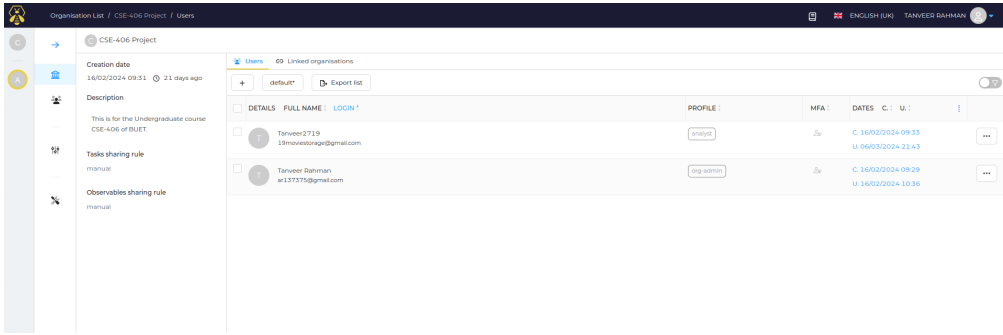 Organisation List / CSE-406 Project / Users
ENGLISH (UK) TANVEER RAHMAN
C
A
C CSE-406 Project
Creation date
16/02/2024 09:31 21 days ago
Description
This is for the Undergraduate course
CSE-406 of BUET.
Tasks sharing rule
manual
Observables sharing rule
manual
Users Linked organisations
+ default* Export list
DETAILS FULL NAME LOGIN PROFILE MFA DATES C. U.
T Tanveer2719 analyst C. 16/02/2024 09:33
19moviestorage@gmail.com U. 06/03/2024 21:43
T Tanveer Rahman org-admin C. 16/02/2024 09:29
ar137375@gmail.com U. 16/02/2024 10:36